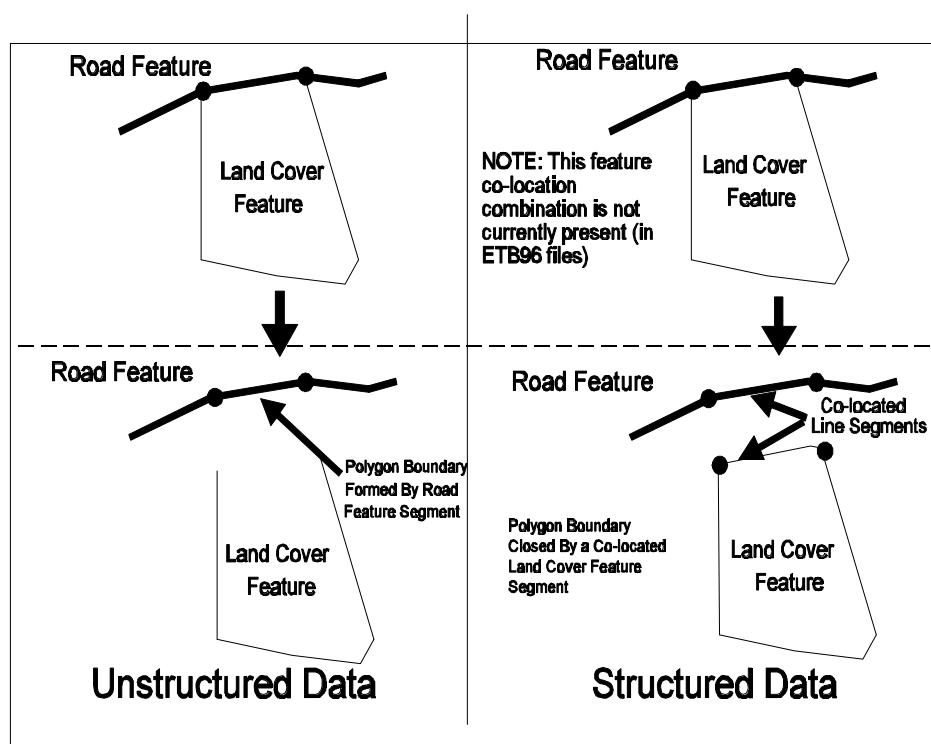 Road Feature
Land Cover
Feature
Road Feature
NOTE: This feature
co-location
combination is not
currently present (in
ETB96 files)
Land Cover
Feature
Road Feature
Polygon Boundary
Formed By Road
Feature Segment
Land Cover
Feature
Unstructured Data
Road Feature
Co-located
Line Segments
Polygon Boundary
Closed By a Co-located
Land Cover Feature
Segment
Land Cover
Feature
Structured Data